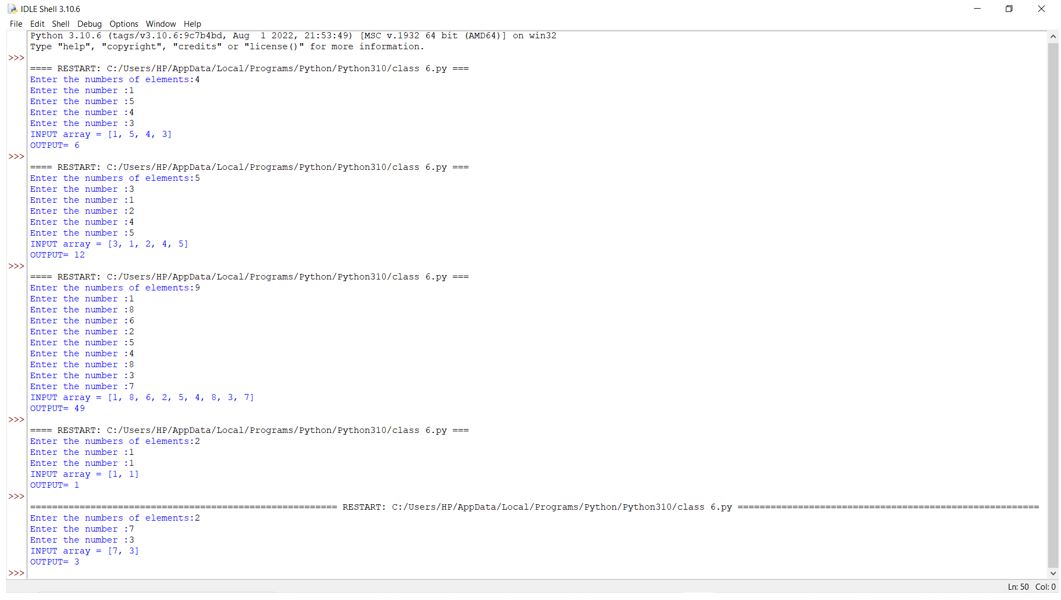 IDLE Shell 3.10.6
File Edit Shell Debug Options Window Help
Python 3.10.6 (tags/v3.10.6:9c7b4bd, Aug  1 2022, 21:53:49) [MSC v.1932 64 bit (AMD64)] on win32
Type "help", "copyright", "credits" or "license()" for more information.
>>>
==== RESTART: C:/Users/HP/AppData/Local/Programs/Python/Python310/class 6.py ===
Enter the numbers of elements:4
Enter the number :1
Enter the number :5
Enter the number :4
Enter the number :3
INPUT array = [1, 5, 4, 3]
OUTPUT= 6
>>>
==== RESTART: C:/Users/HP/AppData/Local/Programs/Python/Python310/class 6.py ===
Enter the numbers of elements:5
Enter the number :3
Enter the number :1
Enter the number :2
Enter the number :4
Enter the number :5
INPUT array = [3, 1, 2, 4, 5]
OUTPUT= 12
>>>
==== RESTART: C:/Users/HP/AppData/Local/Programs/Python/Python310/class 6.py ===
Enter the numbers of elements:9
Enter the number :1
Enter the number :8
Enter the number :6
Enter the number :2
Enter the number :5
Enter the number :4
Enter the number :8
Enter the number :3
Enter the number :7
INPUT array = [1, 8, 6, 2, 5, 4, 8, 3, 7]
OUTPUT= 49
>>>
==== RESTART: C:/Users/HP/AppData/Local/Programs/Python/Python310/class 6.py ===
Enter the numbers of elements:2
Enter the number :1
Enter the number :1
INPUT array = [1, 1]
OUTPUT= 1
>>>
======================================================== RESTART: C:/Users/HP/AppData/Local/Programs/Python/Python310/class 6.py =======================================================
Enter the numbers of elements:2
Enter the number :7
Enter the number :3
INPUT array = [7, 3]
OUTPUT= 3
>>>
Ln: 50 Col: 0